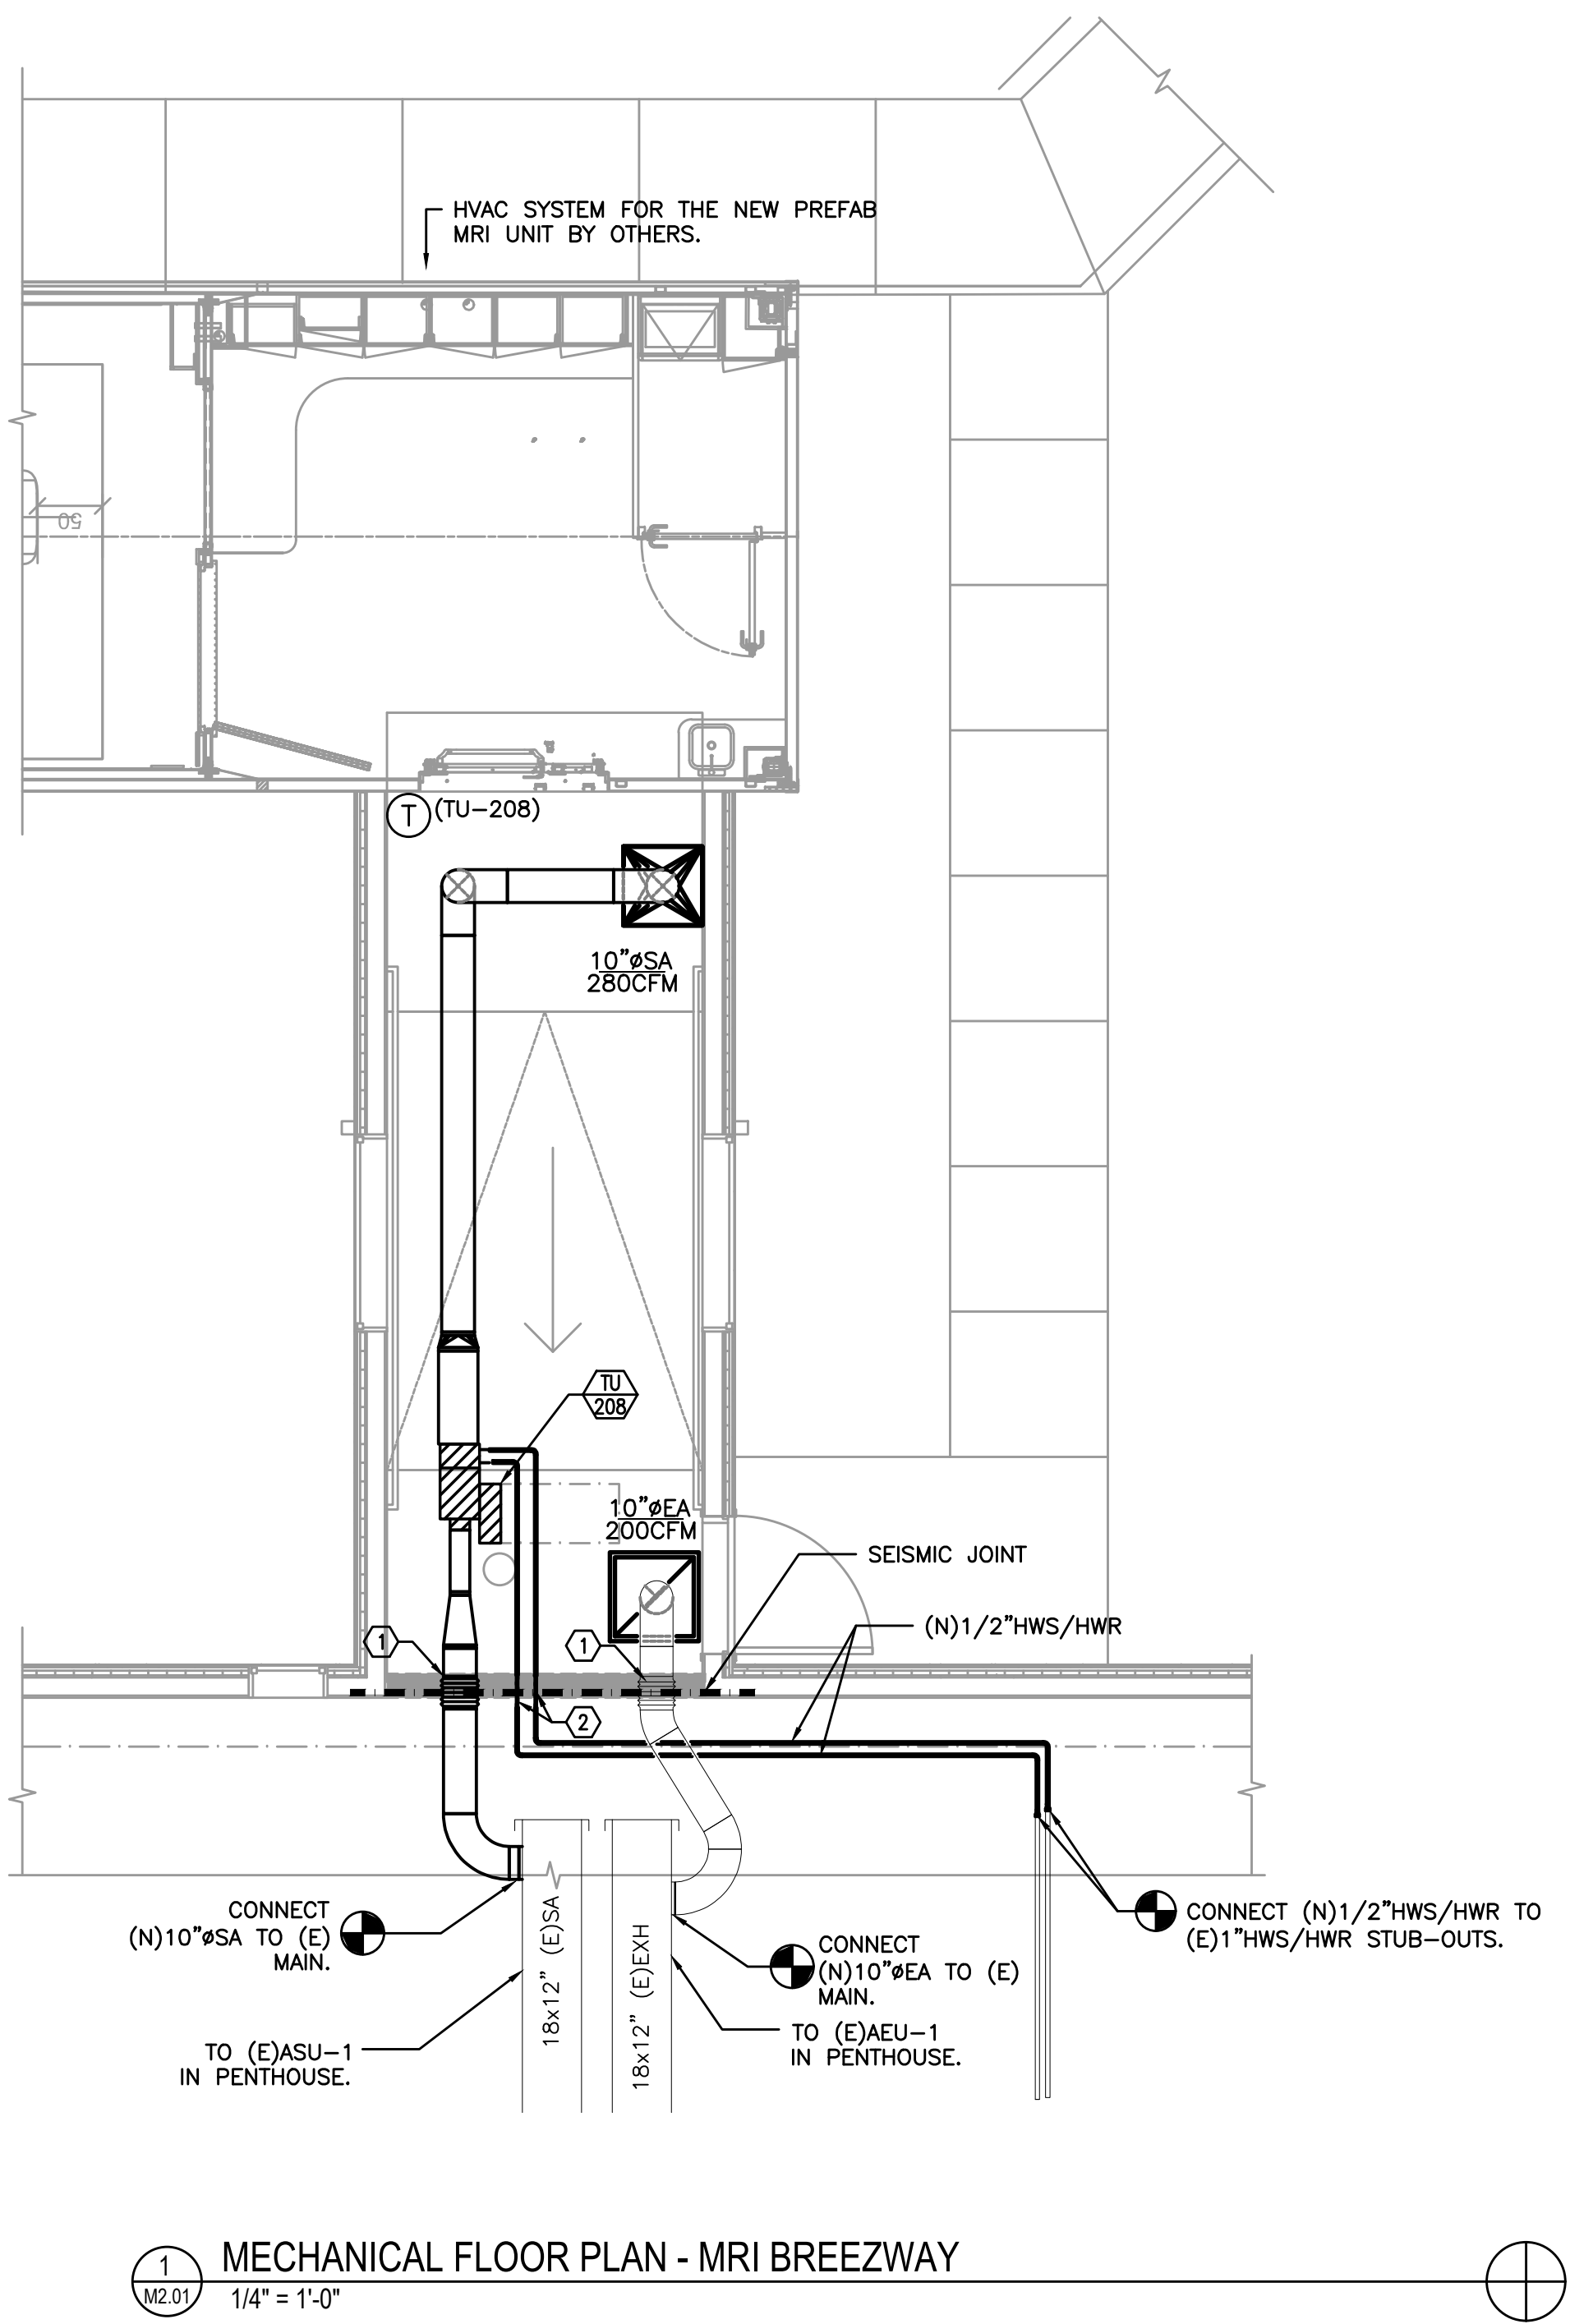 HVAC SYSTEM FOR THE NEW PREFAB
MRI UNIT BY OTHERS.
50
T (TU-208)
10"øSA
280CFM
TU
208
10"øEA
200CFM
SEISMIC JOINT
(N)1/2"HWS/HWR
1
1
2
CONNECT
(N)10"øSA TO (E)
MAIN.
18x12" (E)SA
18x12" (E)EXH
CONNECT
(N)10"øEA TO (E)
MAIN.
CONNECT (N)1/2"HWS/HWR TO
(E)1"HWS/HWR STUB-OUTS.
TO (E)ASU-1
IN PENTHOUSE.
TO (E)AEU-1
IN PENTHOUSE.
1
M2.01
MECHANICAL FLOOR PLAN - MRI BREEZWAY
1/4" = 1'-0"